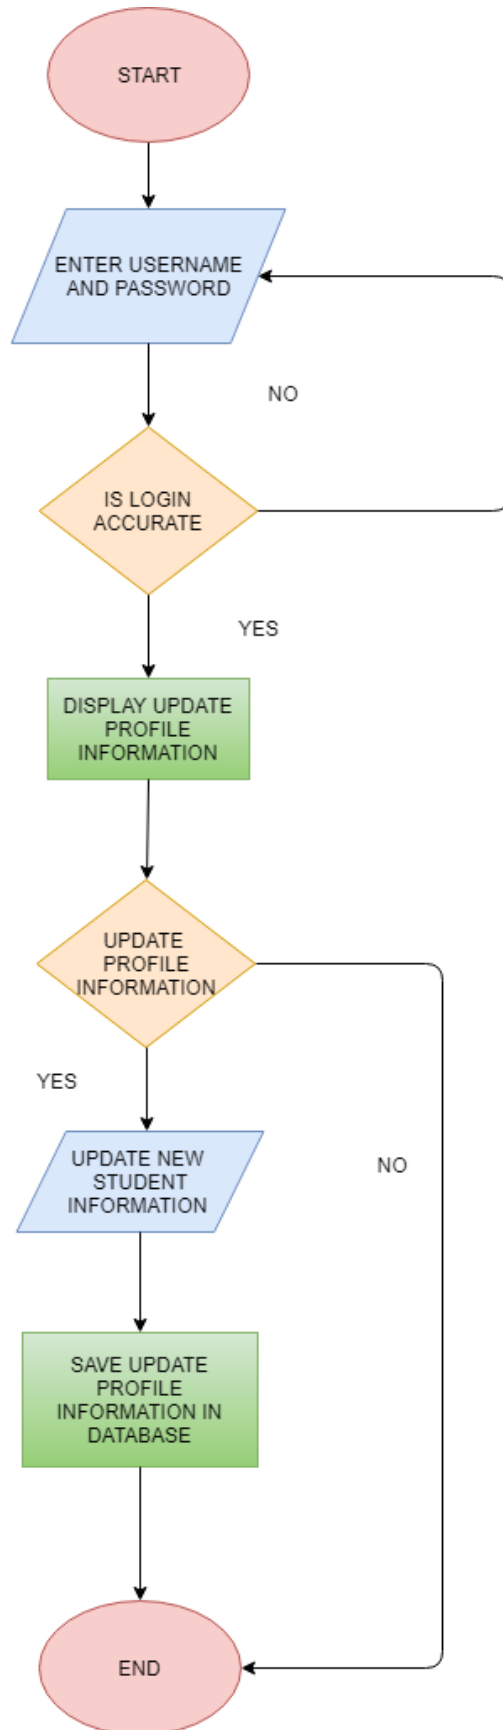 START
ENTER USERNAME
AND PASSWORD
NO
IS LOGIN
ACCURATE
YES
DISPLAY UPDATE
PROFILE
INFORMATION
UPDATE
PROFILE
INFORMATION
YES
UPDATE NEW
STUDENT
INFORMATION
NO
SAVE UPDATE
PROFILE
INFORMATION IN
DATABASE
END